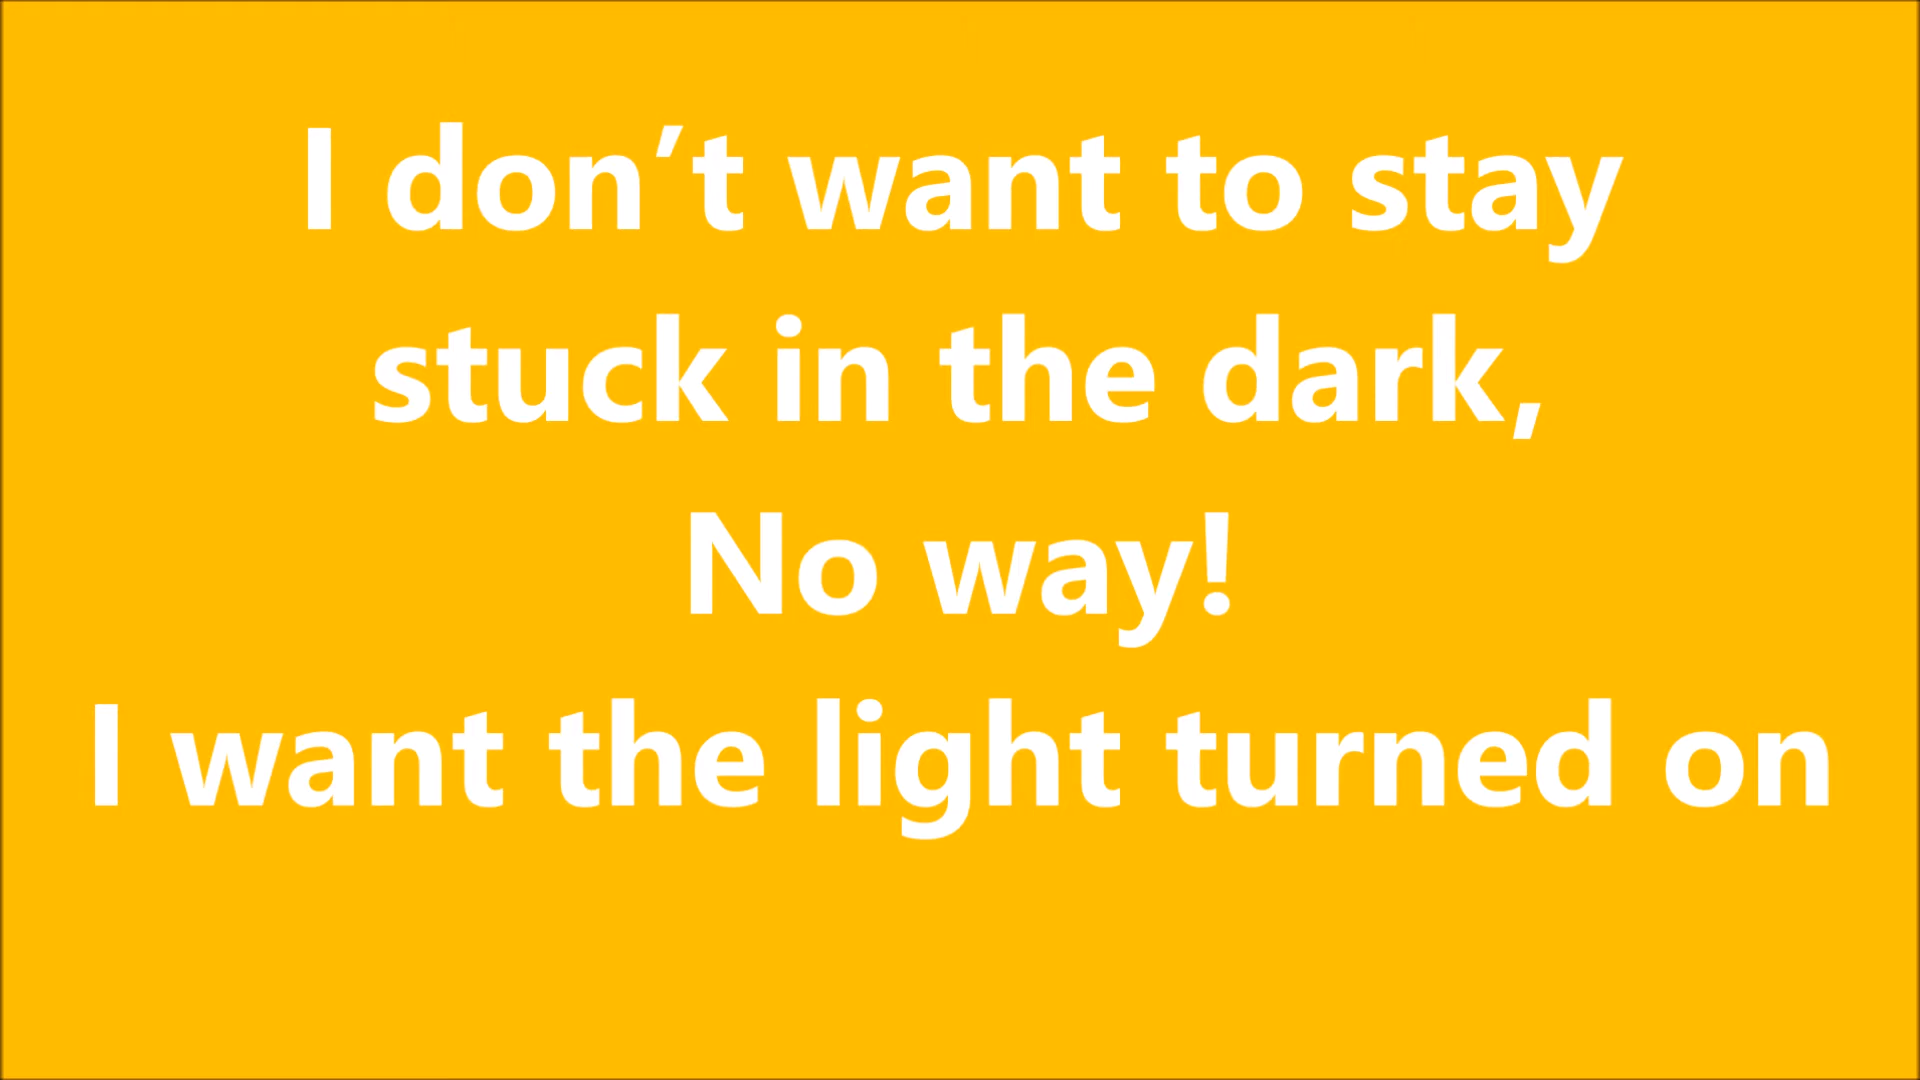 I don’t want to stay
stuck in the dark,
No way!
I want the light turned on